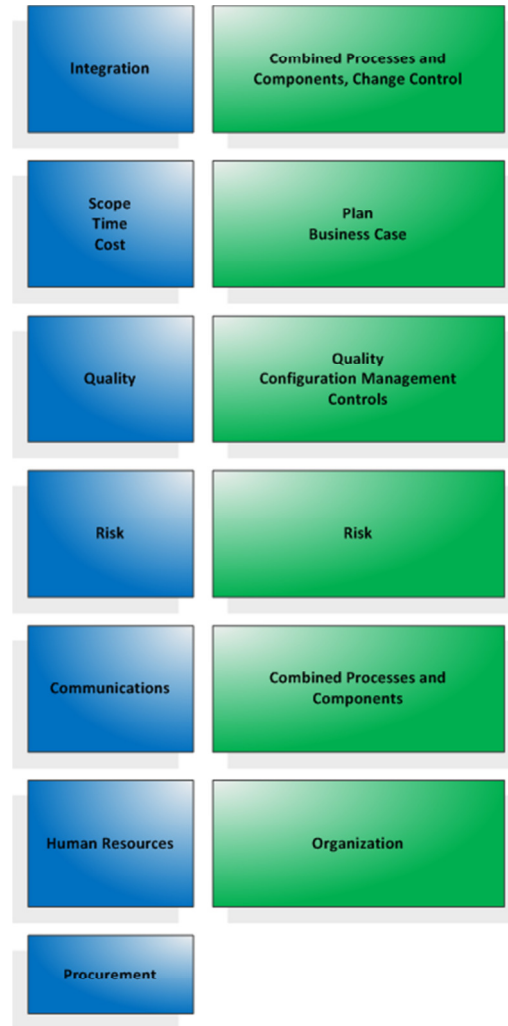 Integration
Combined Processes and
Components, Change Control
Scope
Time
Cost
Plan
Business Case
Quality
Quality
Configuration Management
Controls
Risk
Risk
Communications
Combined Processes and
Components
Human Resources
Organization
Procurement